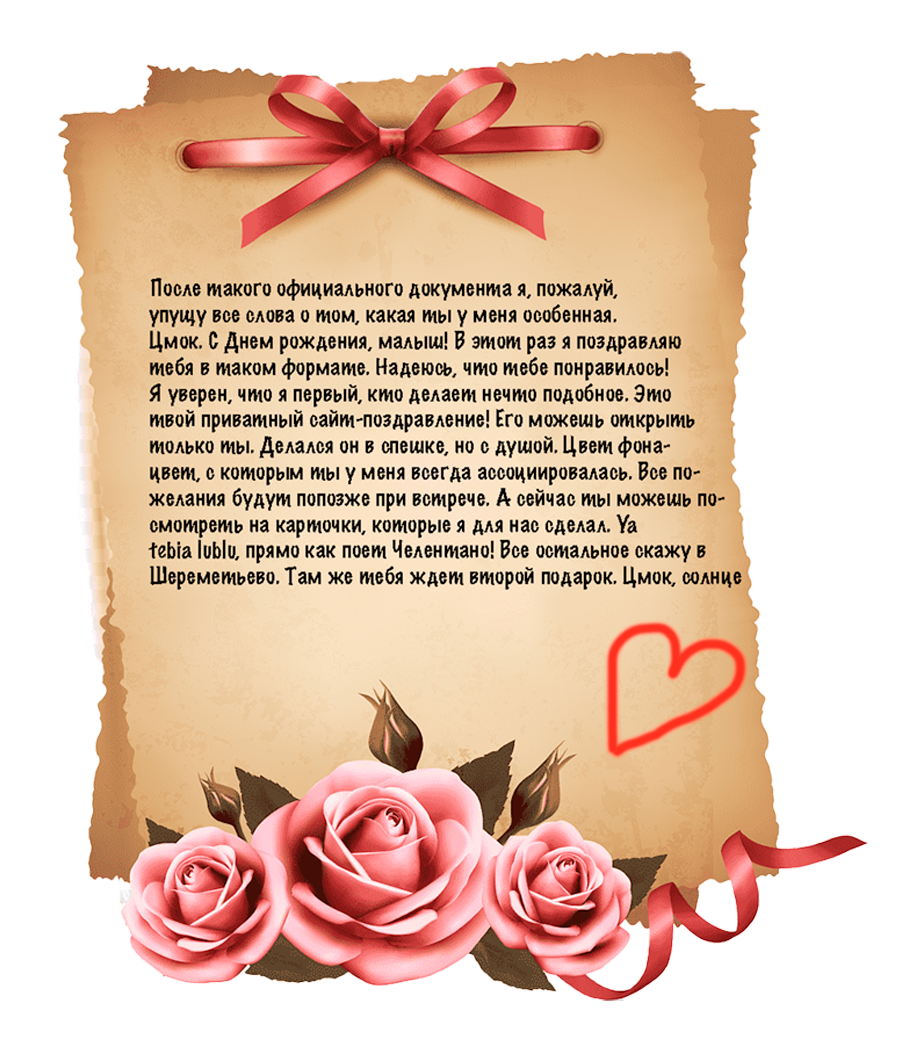 После такого официального документа я, пожалуй,
упущу все слова о том, какая ты у меня особенная.
Цмок. С Днем рождения, малыш! В этот раз я поздравляю
тебя в таком формате. Надеюсь, что тебе понравилось!
Я уверен, что я первый, кто делает нечто подобное. Это
твой приватный сайт-поздравление! Его можешь открыть
только ты. Делался он в спешке, но с душой. Цвет фона-
цвет, с которым ты у меня всегда ассоциировалась. Все по-
желания будут попозже при встрече. А сейчас ты можешь по-
смотреть на карточки, которые я для нас сделал. Ya
tebia lublu, прямо как поет Челентано! Все остальное скажу в
Шереметьево. Там же тебя ждет второй подарок. Цмок, солнце